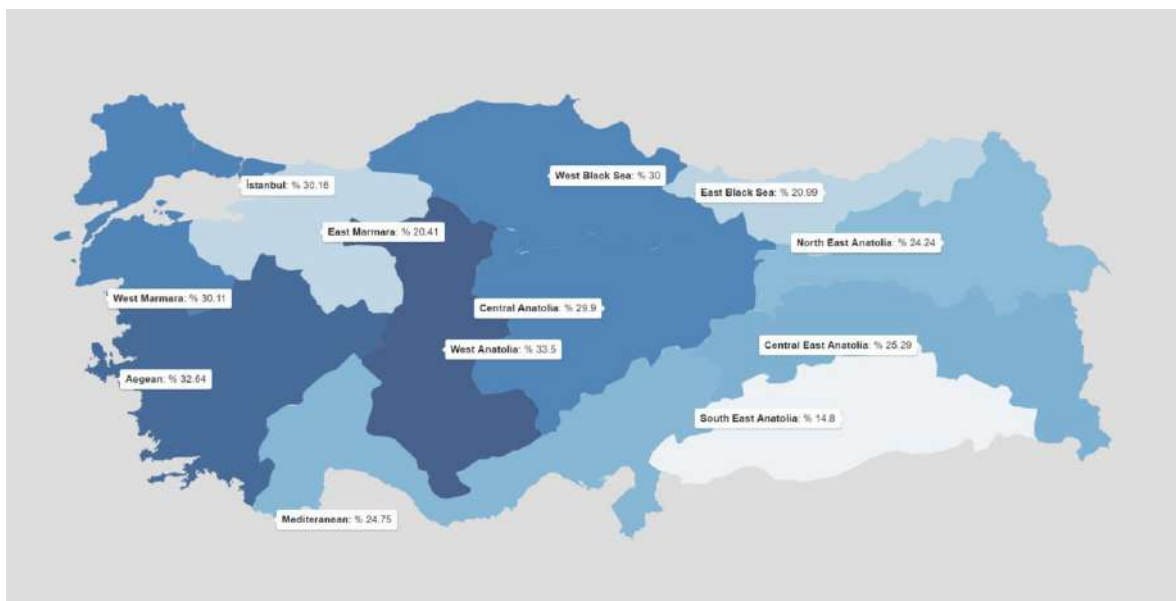 İstanbul: % 30.16
West Black Sea: % 30
East Black Sea: % 20.99
East Marmara: % 20.41
North East Anatolia: % 24.24
West Marmara: % 30.11
Central Anatolia: % 29.9
West Anatolia: % 33.5
Central East Anatolia: % 25.29
Aegean: % 32.64
South East Anatolia: % 14.8
Mediteranean: % 24.75